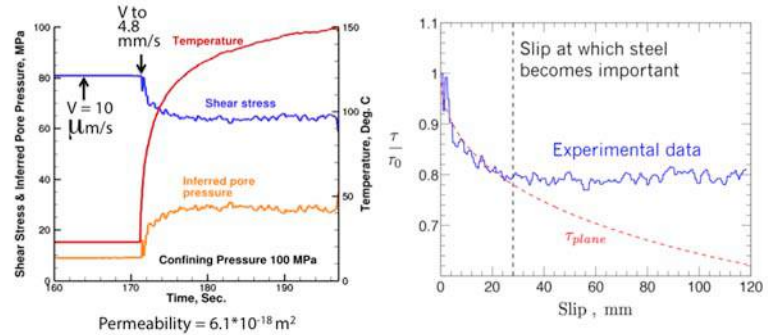 V to
4.8
mm/s
Temperature
V = 10
μm/s
Shear stress
Inferred pore
pressure
Confining Pressure 100 MPa
Shear Stress & Inferred Pore Pressure, MPa
100
80
60
40
20
0
Temperature, Deg. C
150
100
50
0
160
170
180
190
Time, Sec.
Permeability = 6.1*10⁻¹⁸ m²
Slip at which steel
becomes important
Experimental data
τplane
τ
τ₀
1.1
1
0.9
0.8
0.7
0
20
40
60
80
100
120
Slip , mm